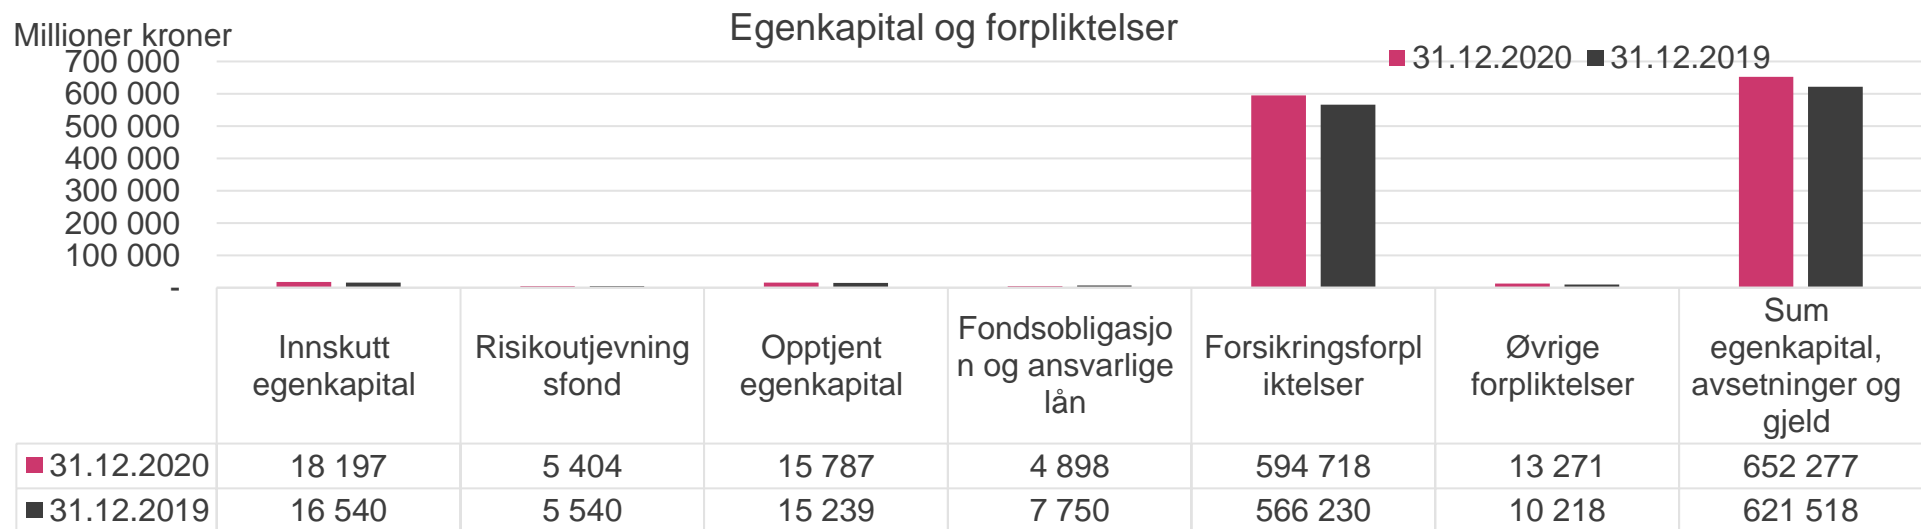 Egenkapital og forpliktelser
Millioner kroner
31.12.2020 31.12.2019
700 000
600 000
500 000
400 000
300 000
200 000
100 000
-
Innskutt
egenkapital
Risikoutjevning
sfond
Opptjent
egenkapital
Fondsobligasjo
n og ansvarlige
lån
Forsikringsforpl
iktelser
Øvrige
forpliktelser
Sum
egenkapital,
avsetninger og
gjeld
31.12.2020 18 197 5 404 15 787 4 898 594 718 13 271 652 277
31.12.2019 16 540 5 540 15 239 7 750 566 230 10 218 621 518